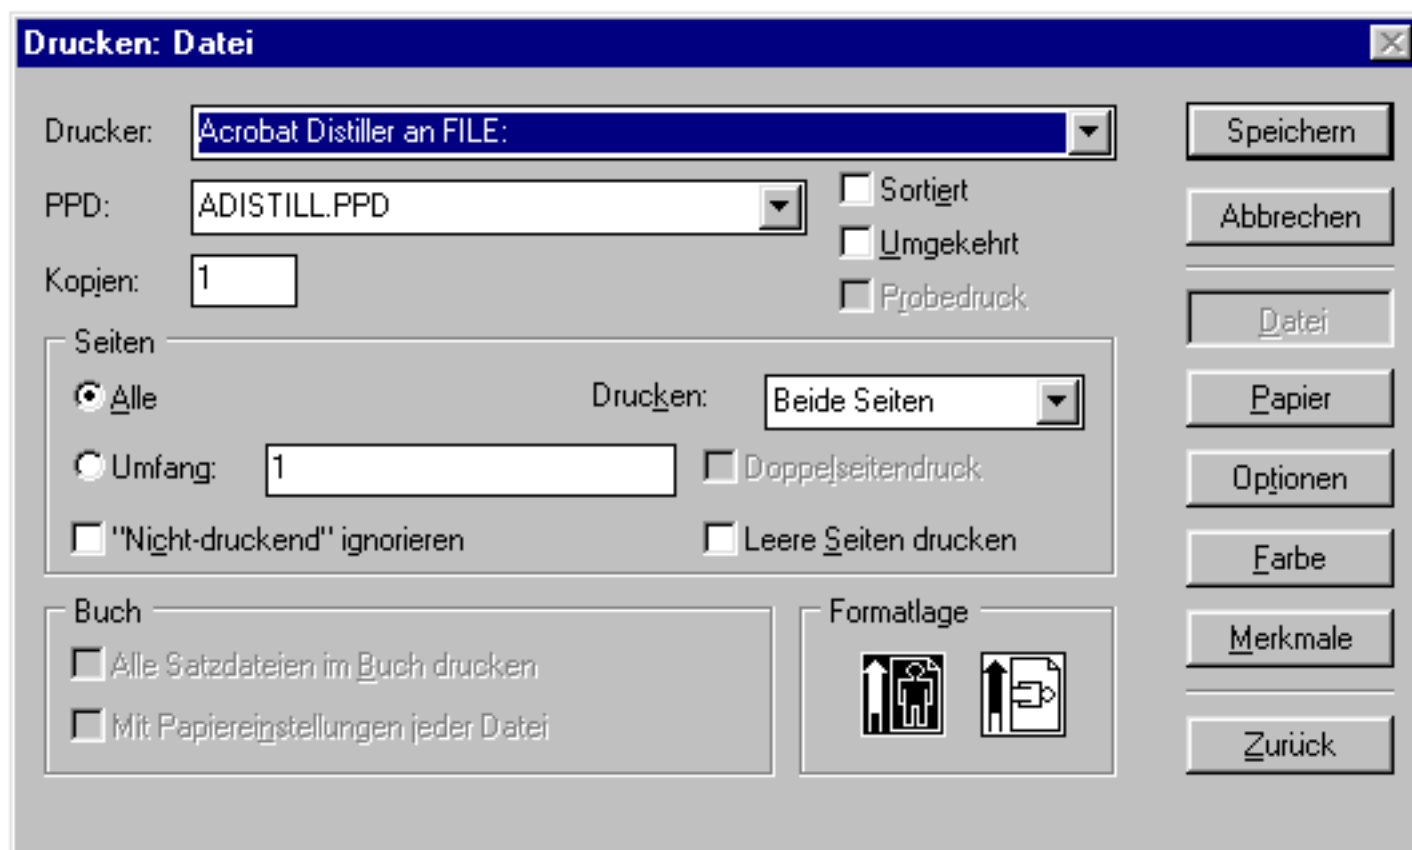 Drucken: Datei
Drucker:
Acrobat Distiller an FILE:
Speichern
PPD:
ADISTILL.PPD
Sortiert
Abbrechen
Umgekehrt
Kopien:
1
Probedruck
Datei
Seiten
Alle
Drucken:
Beide Seiten
Papier
Umfang:
1
Doppelseitendruck
Optionen
"Nicht-druckend" ignorieren
Leere Seiten drucken
Farbe
Buch
Formatlage
Merkmale
Alle Satzdateien im Buch drucken
Mit Papiereinstellungen jeder Datei
Zurück